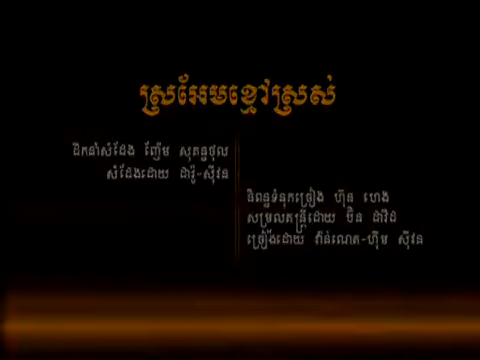 ស្រអែមខ្មៅស្រស់
ដឹកនាំសំដែង ញ៉ែម សុគន្ធថុល
សំដែងដោយ ដារ៉ូ-ស៊ីវន
និពន្ធទំនុកច្រៀង ហ៊ុន ហេង
សម្រួលតន្ត្រីដោយ ចិន ដាវិដ
ច្រៀងដោយ វ៉ាន់ណេត-ហ៊ឹម ស៊ីវន